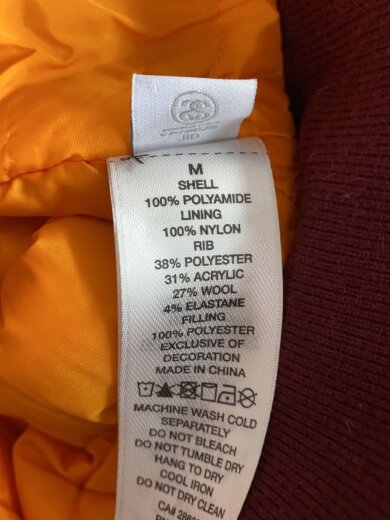 M
SHELL
100% POLYAMIDE
LINING
100% NYLON
RIB
38% POLYESTER
31% ACRYLIC
27% WOOL
4% ELASTANE
FILLING
100% POLYESTER
EXCLUSIVE OF
DECORATION
MADE IN CHINA
MACHINE WASH COLD
SEPARATELY
DO NOT BLEACH
DO NOT TUMBLE DRY
HANG TO DRY
COOL IRON
DO NOT DRY CLEAN